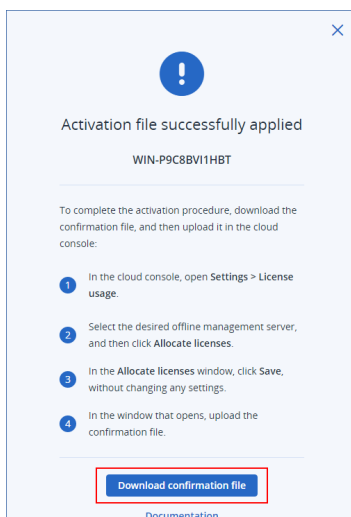 Activation file successfully applied
WIN-P9C8BVI1HBT
To complete the activation procedure, download the
confirmation file, and then upload it in the cloud
console:
1 In the cloud console, open Settings > License
usage.
2 Select the desired offline management server,
and then click Allocate licenses.
3 In the Allocate licenses window, click Save,
without changing any settings.
4 In the window that opens, upload the
confirmation file.
Download confirmation file
Documentation